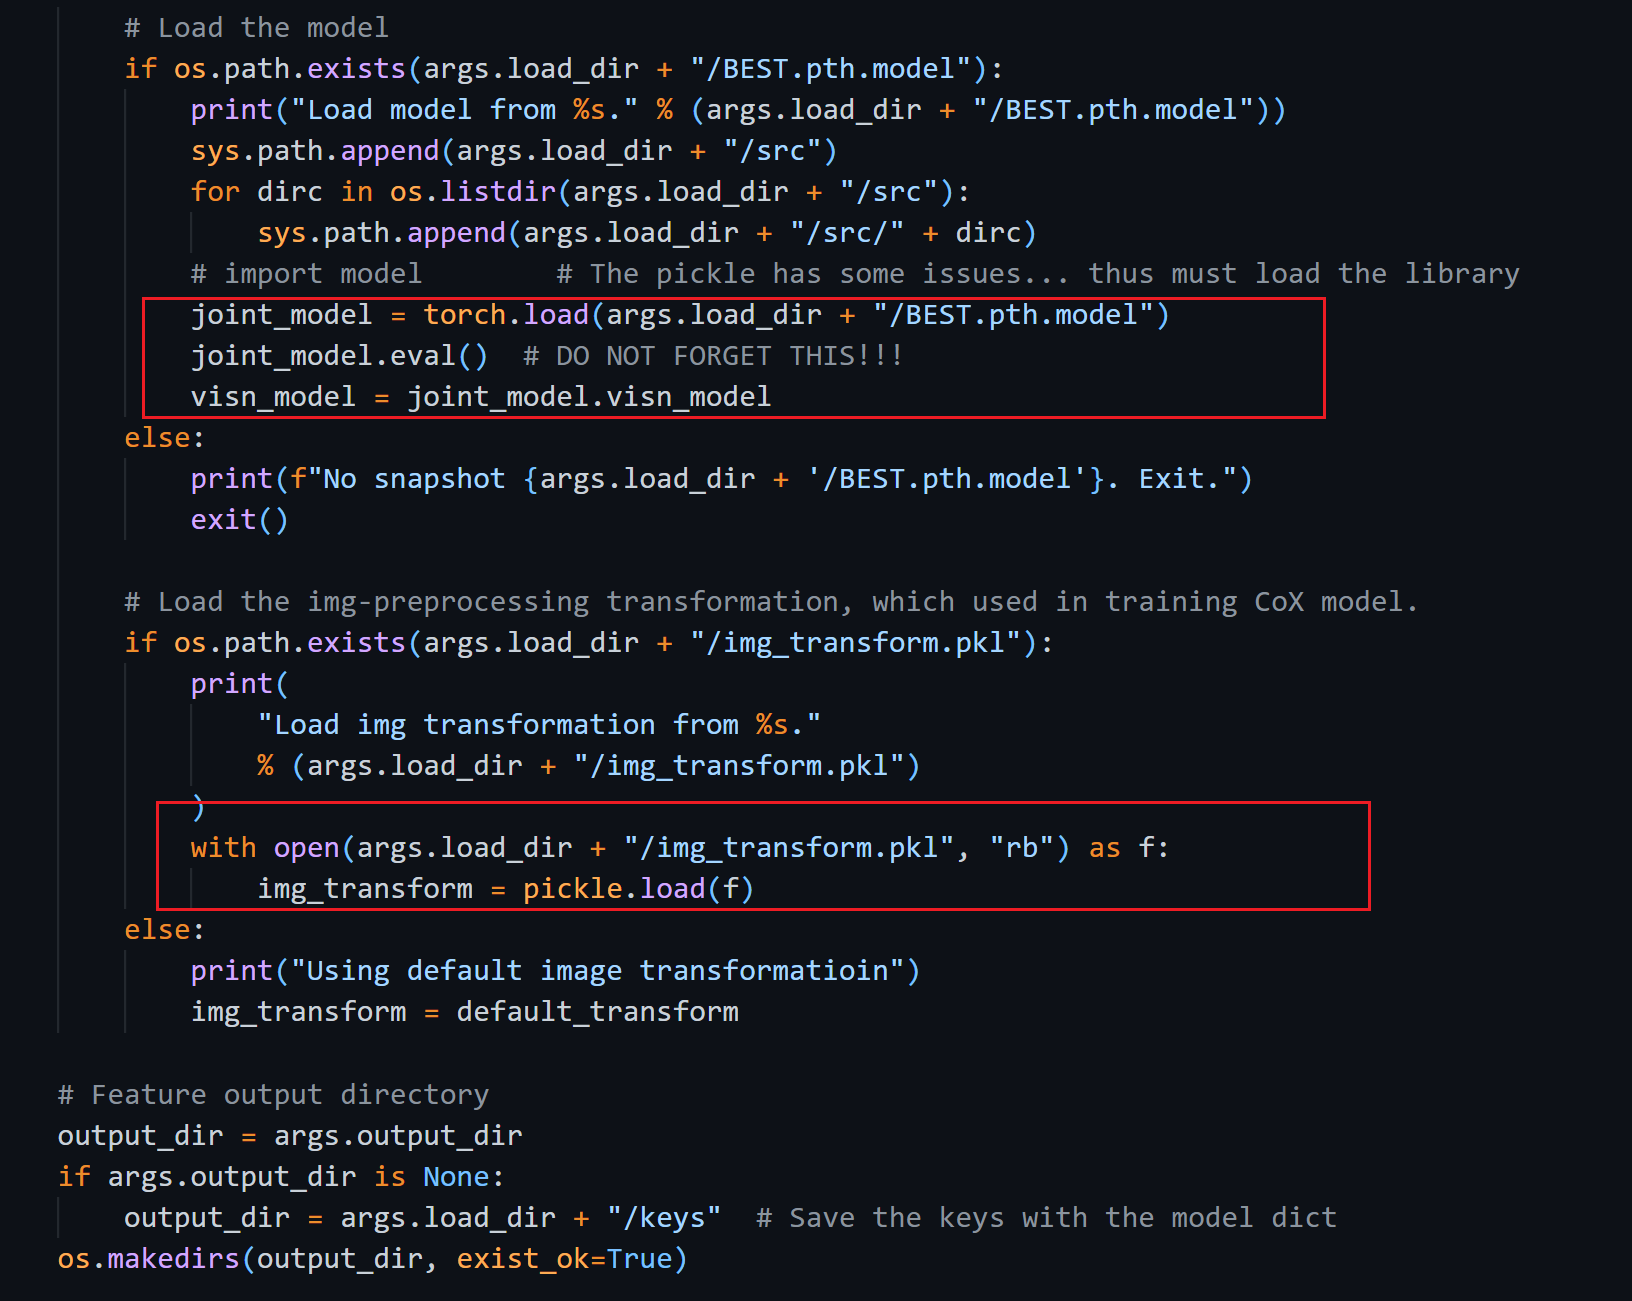 # Load the model
if os.path.exists(args.load_dir + "/BEST.pth.model"):
print("Load model from %s." % (args.load_dir + "/BEST.pth.model"))
sys.path.append(args.load_dir + "/src")
for dirc in os.listdir(args.load_dir + "/src"):
sys.path.append(args.load_dir + "/src/" + dirc)
# import model        # The pickle has some issues... thus must load the library
joint_model = torch.load(args.load_dir + "/BEST.pth.model")
joint_model.eval()  # DO NOT FORGET THIS!!!
visn_model = joint_model.visn_model
else:
print(f"No snapshot {args.load_dir + '/BEST.pth.model'}. Exit.")
exit()
# Load the img-preprocessing transformation, which used in training CoX model.
if os.path.exists(args.load_dir + "/img_transform.pkl"):
print(
"Load img transformation from %s."
% (args.load_dir + "/img_transform.pkl")
)
with open(args.load_dir + "/img_transform.pkl", "rb") as f:
img_transform = pickle.load(f)
else:
print("Using default image transformatioin")
img_transform = default_transform
# Feature output directory
output_dir = args.output_dir
if args.output_dir is None:
output_dir = args.load_dir + "/keys"  # Save the keys with the model dict
os.makedirs(output_dir, exist_ok=True)